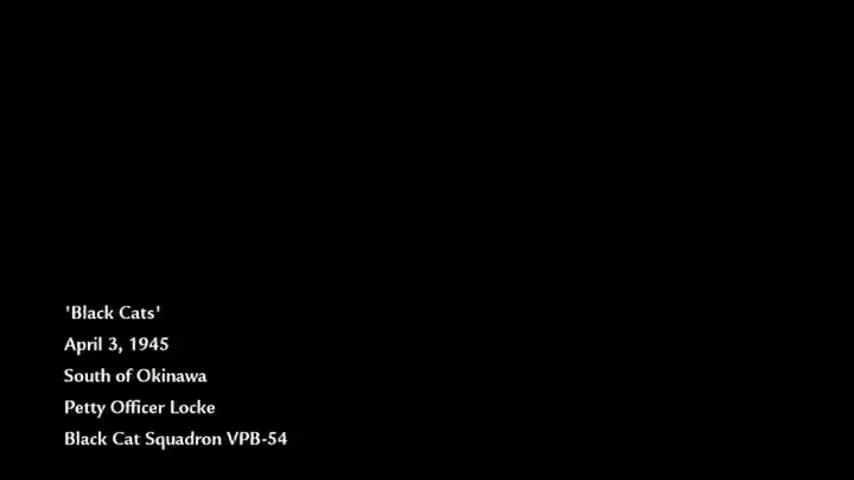 'Black Cats'
April 3, 1945
South of Okinawa
Petty Officer Locke
Black Cat Squadron VPB-54